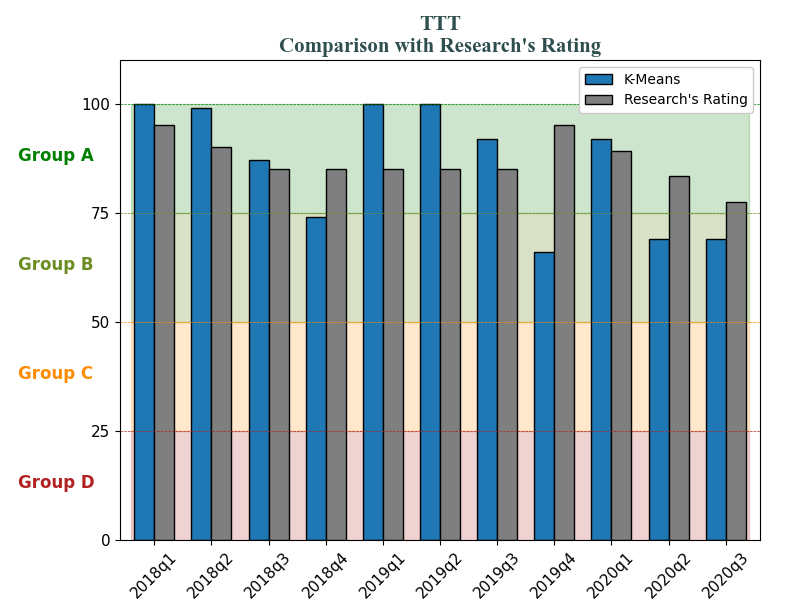 TTT
Comparison with Research's Rating
K-Means
Research's Rating
100
Group A
75
Group B
50
Group C
25
Group D
0
2018q1 2018q2 2018q3 2018q4 2019q1 2019q2 2019q3 2019q4 2020q1 2020q2 2020q3